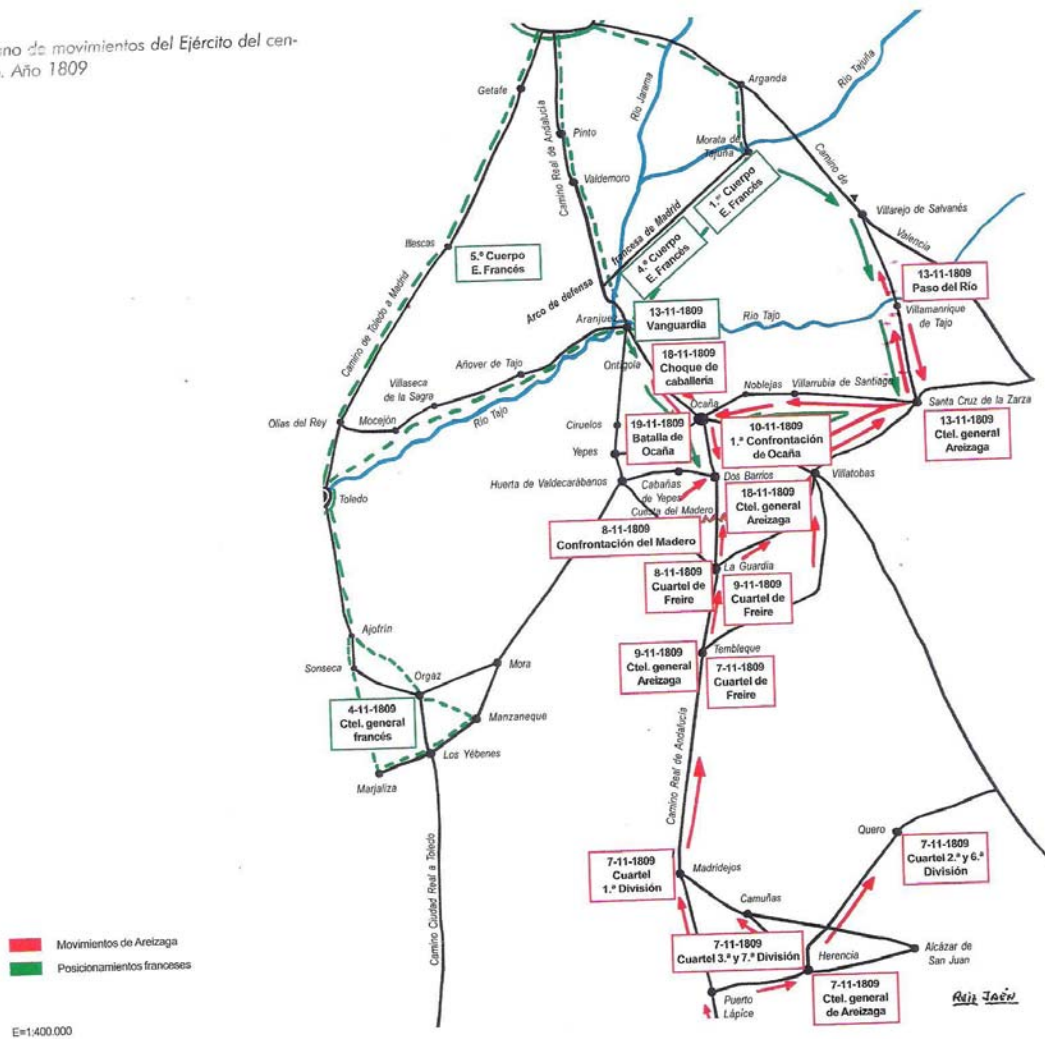 no de movimientos del Ejército del cen-
. Año 1809
Getafe
Pinto
Valdemoro
Camino Real de Andalucía
Río Jarama
Arganda
Río Tajuña
Morata de
Tajuña
Camino de
Villarejo de Salvanés
Valencia
1.er Cuerpo
E. Francés
4.º Cuerpo
E. Francés
francesa de Madrid
Arco de defensa
Illescas
5.º Cuerpo
E. Francés
Camino de Toledo a Madrid
13-11-1809
Paso del Río
13-11-1809
Vanguardia
Aranjuez
Río Tajo
Villamanrique
de Tajo
Ontígola
18-11-1809
Choque de
caballería
Añover de Tajo
Villaseca
de la Sagra
Mocejón
Olías del Rey
Río Tajo
Noblejas
Villarrubia de Santiago
Santa Cruz de la Zarza
Ocaña
Ciruelos
Yepes
19-11-1809
Batalla de
Ocaña
10-11-1809
1.ª Confrontación
de Ocaña
13-11-1809
Ctel. general
Areizaga
Toledo
Huerta de Valdecarábanos
Cabañas
de Yepes
Dos Barrios
Villatobas
Cuesta del Madero
18-11-1809
Ctel. general
Areizaga
8-11-1809
Confrontación del Madero
La Guardia
8-11-1809
Cuartel de
Freire
9-11-1809
Cuartel de
Freire
Ajofrín
Sonseca
Orgaz
Mora
9-11-1809
Ctel. general
Areizaga
Tembleque
7-11-1809
Cuartel de
Freire
4-11-1809
Ctel. general
francés
Manzaneque
Los Yébenes
Marjaliza
Camino Real de Andalucía
Quero
7-11-1809
Cuartel 2.ª y 6.ª
División
7-11-1809
Cuartel
1.ª División
Madridejos
Camuñas
Camino Ciudad Real a Toledo
7-11-1809
Cuartel 3.ª y 7.ª División
Herencia
Alcázar de
San Juan
Puerto
Lápice
7-11-1809
Ctel. general
de Areizaga
Movimientos de Areizaga
Posicionamientos franceses
JAÉN
E=1:400.000